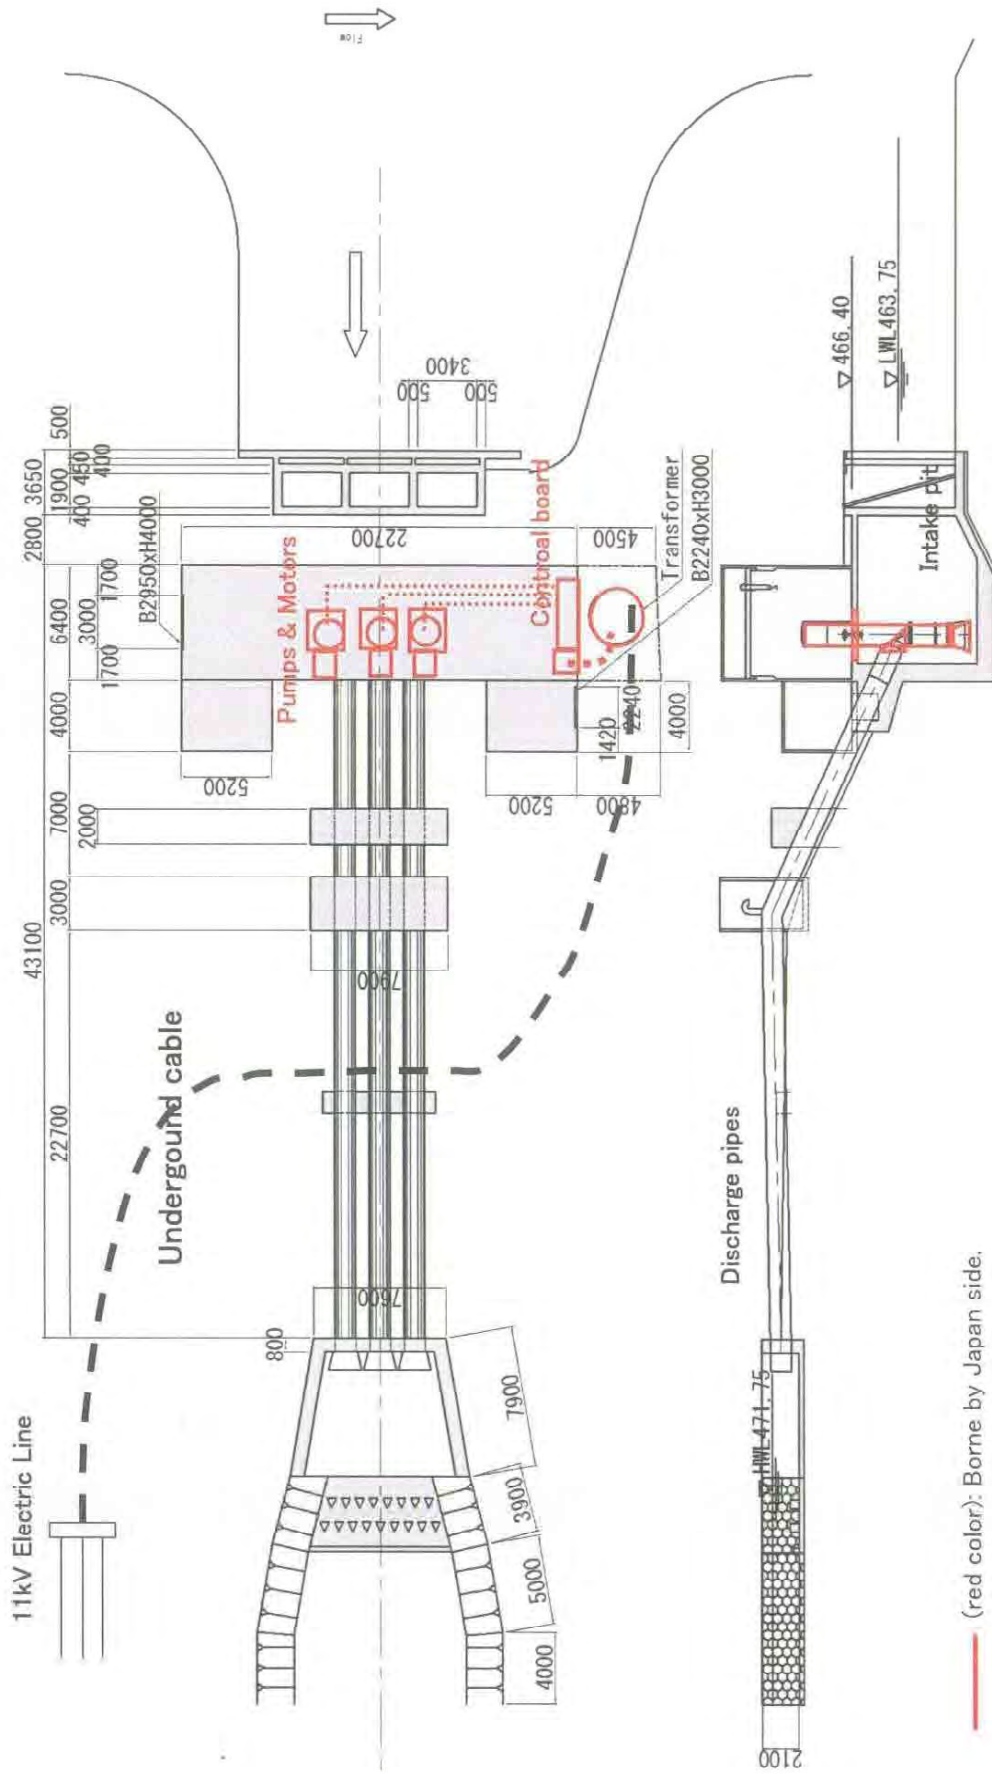 Flow
11kV Electric Line
Undergound cable
43100
22700
3000
7000
2000
4000
6400
1700
3000
1700
2800
3650
400
1900
450
400
500
B2950xH4000
Pumps & Motors
22700
Controal board
4500
Transformer
B2240xH3000
500
500
3400
5200
5200
4800
1420
2240
4000
7900
7600
800
7900
3900
5000
4000
Discharge pipes
HWL471.75
2100
466.40
LWL463.75
Intake pit
(red color): Borne by Japan side.